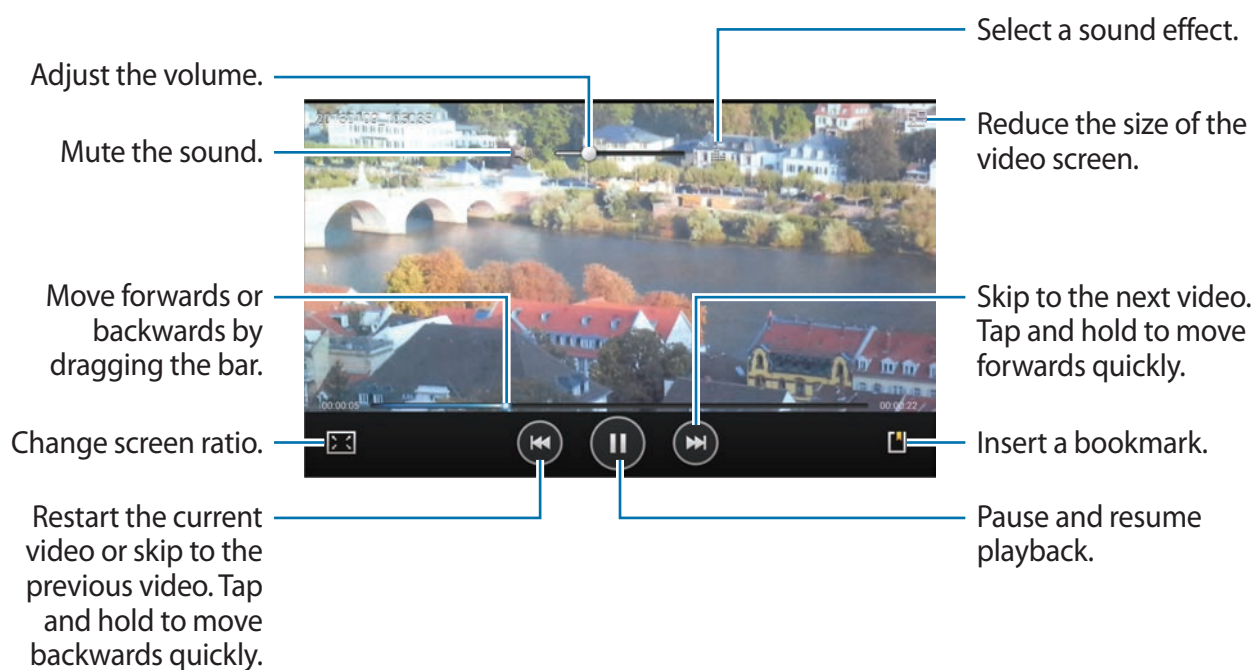 Select a sound effect.
Adjust the volume.
Reduce the size of the
video screen.
Mute the sound.
Move forwards or
backwards by
dragging the bar.
Skip to the next video.
Tap and hold to move
forwards quickly.
00:00:05
00:00:22
Change screen ratio.
Insert a bookmark.
Restart the current
video or skip to the
previous video. Tap
and hold to move
backwards quickly.
Pause and resume
playback.